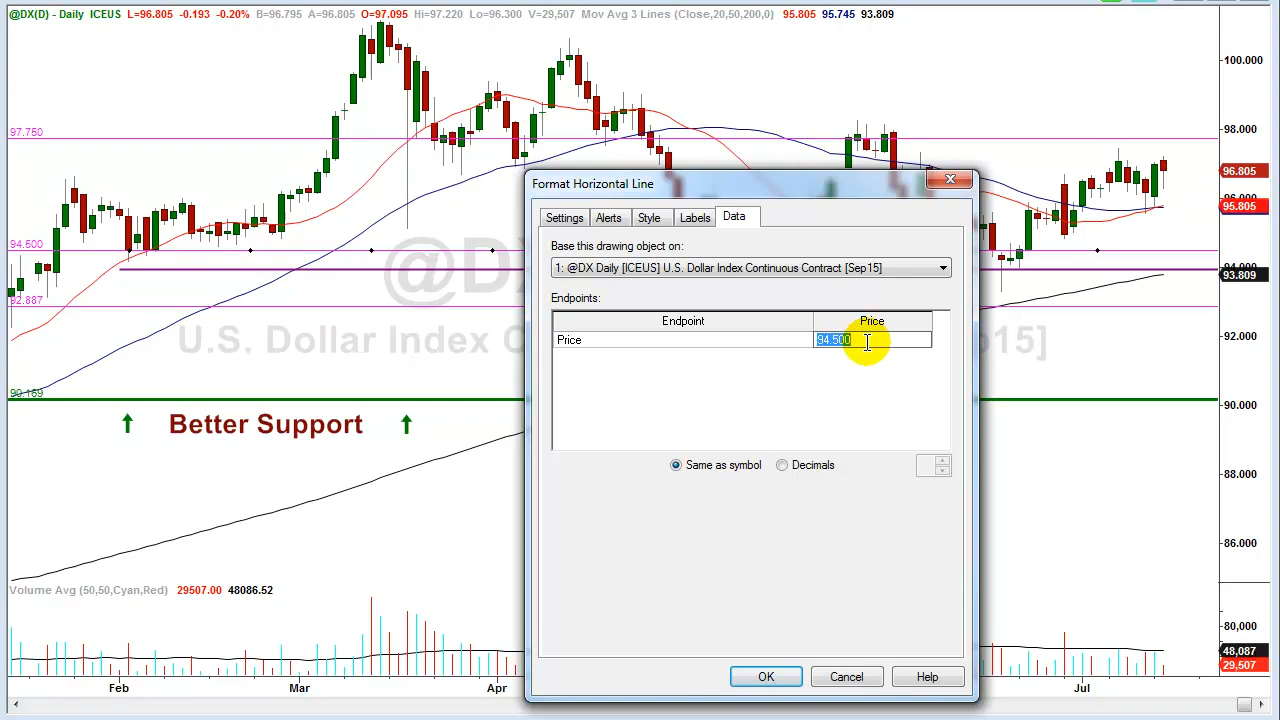 @DX(D) - Daily ICEUS L=96.805 -0.193 -0.20% B=96.795 A=96.805 O=97.095 Hi=97.220 Lo=96.300 V=29,507 Mov Avg 3 Lines (Close,20,50,200,0) 95.805 95.745 93.809
100.000
97.750
98.000
96.805
95.805
94.500
93.809
92.887
92.000
90.169
90.000
88.000
86.000
@DX
U.S. Dollar Index C
15]
Better Support
Format Horizontal Line
Settings Alerts Style Labels Data
Base this drawing object on:
1: @DX Daily [ICEUS] U.S. Dollar Index Continuous Contract [Sep15]
Endpoints:
Endpoint Price
Price 94.500
Same as symbol Decimals
OK Cancel Help
Volume Avg (50,50,Cyan,Red) 29507.00 48086.52
80,000
48,087
29,507
Feb Mar Apr Jul